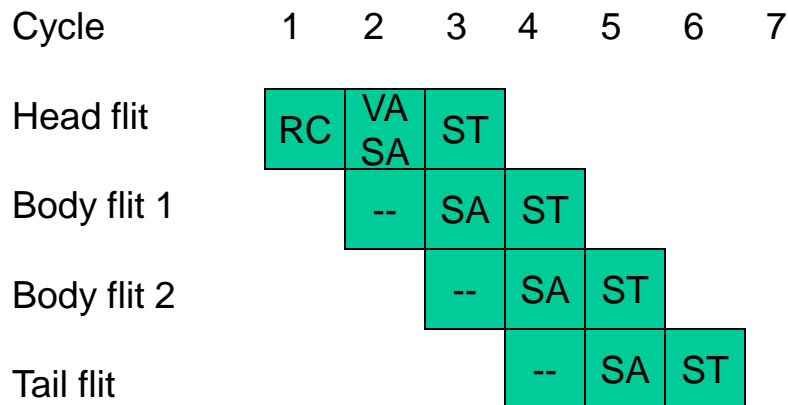 Cycle 1 2 3 4 5 6 7
Head flit RC VA SA ST
Body flit 1 -- SA ST
Body flit 2 -- SA ST
Tail flit -- SA ST